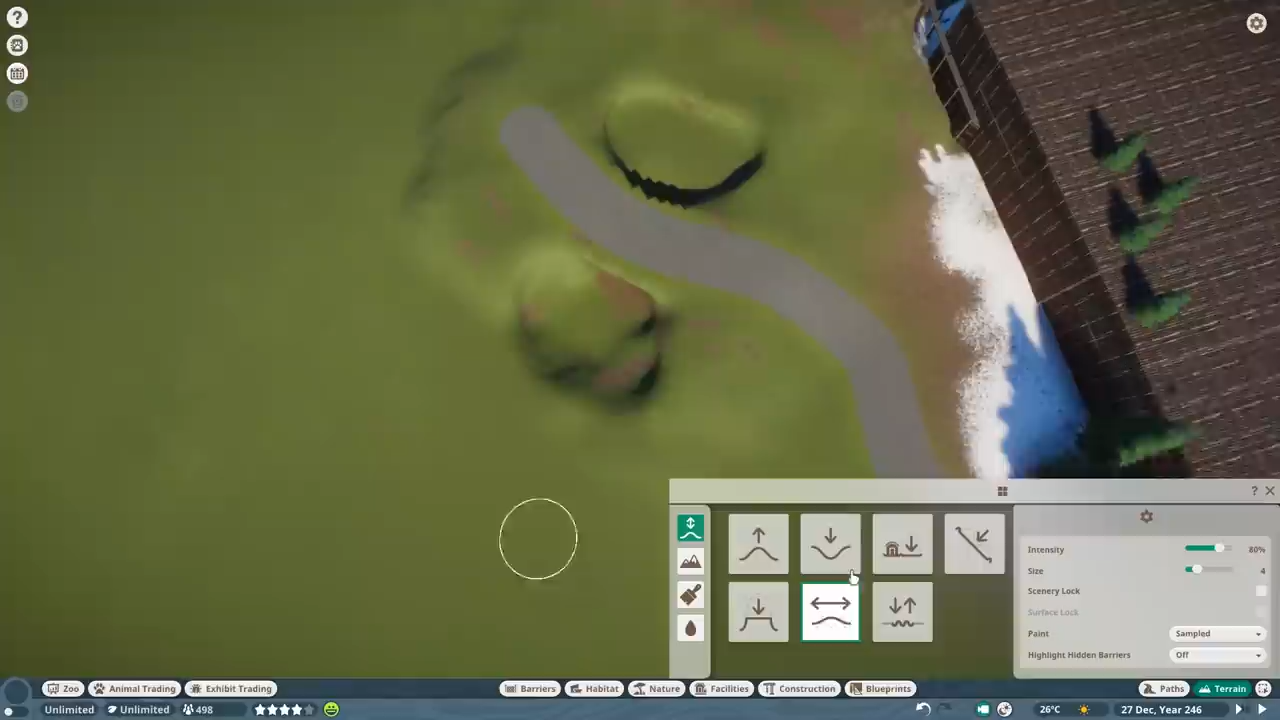 ?
? ×
Intensity 80%
Size 4
Scenery Lock
Surface Lock
Paint Sampled
Highlight Hidden Barriers Off
Zoo Animal Trading Exhibit Trading Barriers Habitat Nature Facilities Construction Blueprints Paths Terrain
Unlimited Unlimited 498 26°C 27 Dec, Year 246